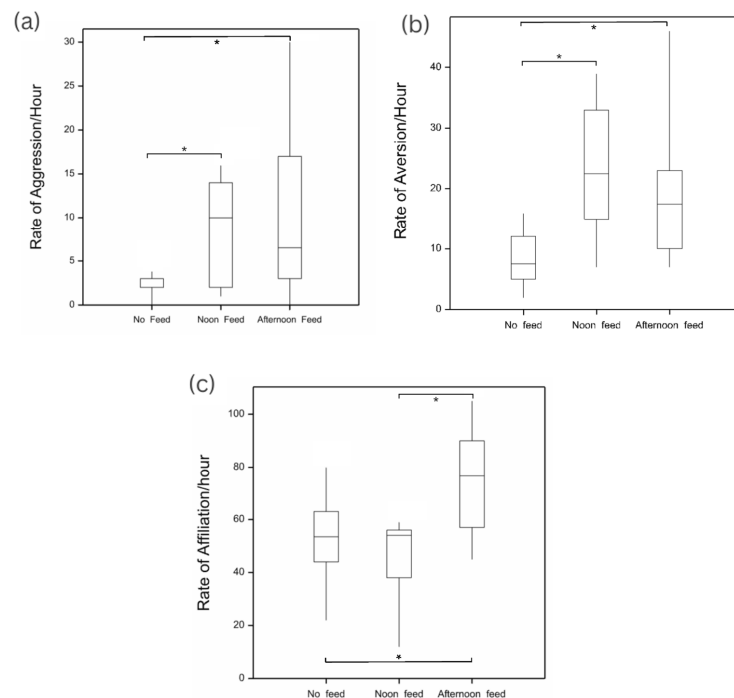 (a)
30
25
20
15
10
5
0
Rate of Aggression/Hour
*
*
No Feed Noon Feed Afternoon Feed
(b)
40
30
20
10
0
Rate of Aversion/Hour
*
*
No feed Noon feed Afternoon feed
(c)
100
80
60
40
20
0
Rate of Affiliation/hour
*
*
No feed Noon feed Afternoon feed